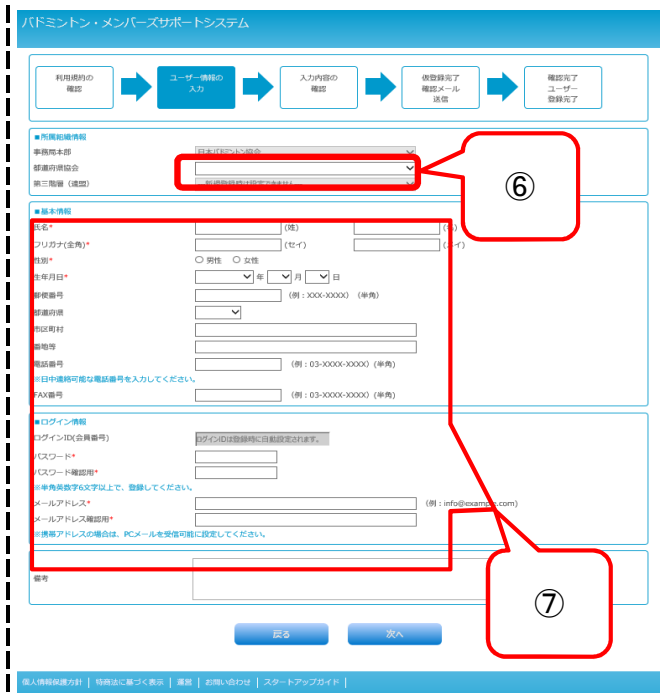 バドミントン・メンバーズサポートシステム
利用規約の
確認
ユーザー情報の
入力
入力内容の
確認
仮登録完了
確認メール
送信
確認完了
ユーザー
登録完了
■所属組織情報
事務局本部 日本バドミントン協会
都道府県協会
第三階層（連盟）
⑥
■基本情報
氏名* (姓) (名)
フリガナ(全角)* (セイ) (メイ)
性別* 男性 女性
生年月日* 年 月 日
郵便番号 (例：XXX-XXXX) (半角)
都道府県
市区町村
番地等
電話番号 (例：03-XXXX-XXXX) (半角)
※日中連絡可能な電話番号を入力してください。
FAX番号 (例：03-XXXX-XXXX) (半角)
■ログイン情報
ログインID(会員番号) ログインIDは登録時に自動設定されます。
パスワード*
パスワード確認用*
※半角英数字6文字以上で、登録してください。
メールアドレス* (例：info@example.com)
メールアドレス確認用*
※携帯アドレスの場合は、PCメールを受信可能に設定してください。
備考
⑦
戻る 次へ
個人情報保護方針 | 特商法に基づく表示 | 運営 | お問い合わせ | スタートアップガイド |